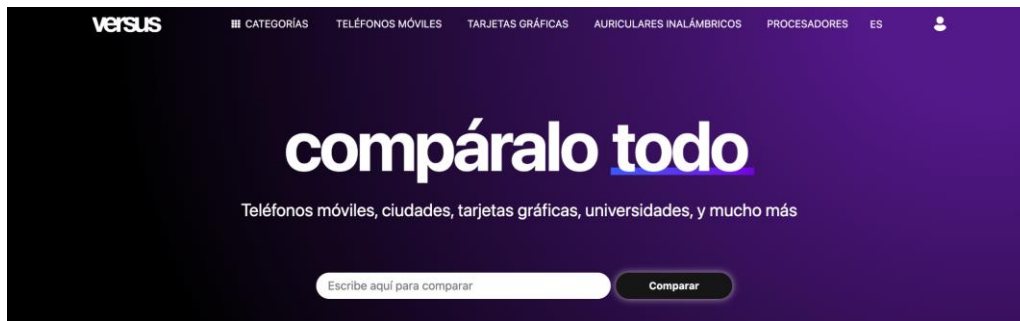 versus
CATEGORÍAS TELÉFONOS MÓVILES TARJETAS GRÁFICAS AURICULARES INALÁMBRICOS PROCESADORES ES
compáralo todo
Teléfonos móviles, ciudades, tarjetas gráficas, universidades, y mucho más
Escribe aquí para comparar Comparar